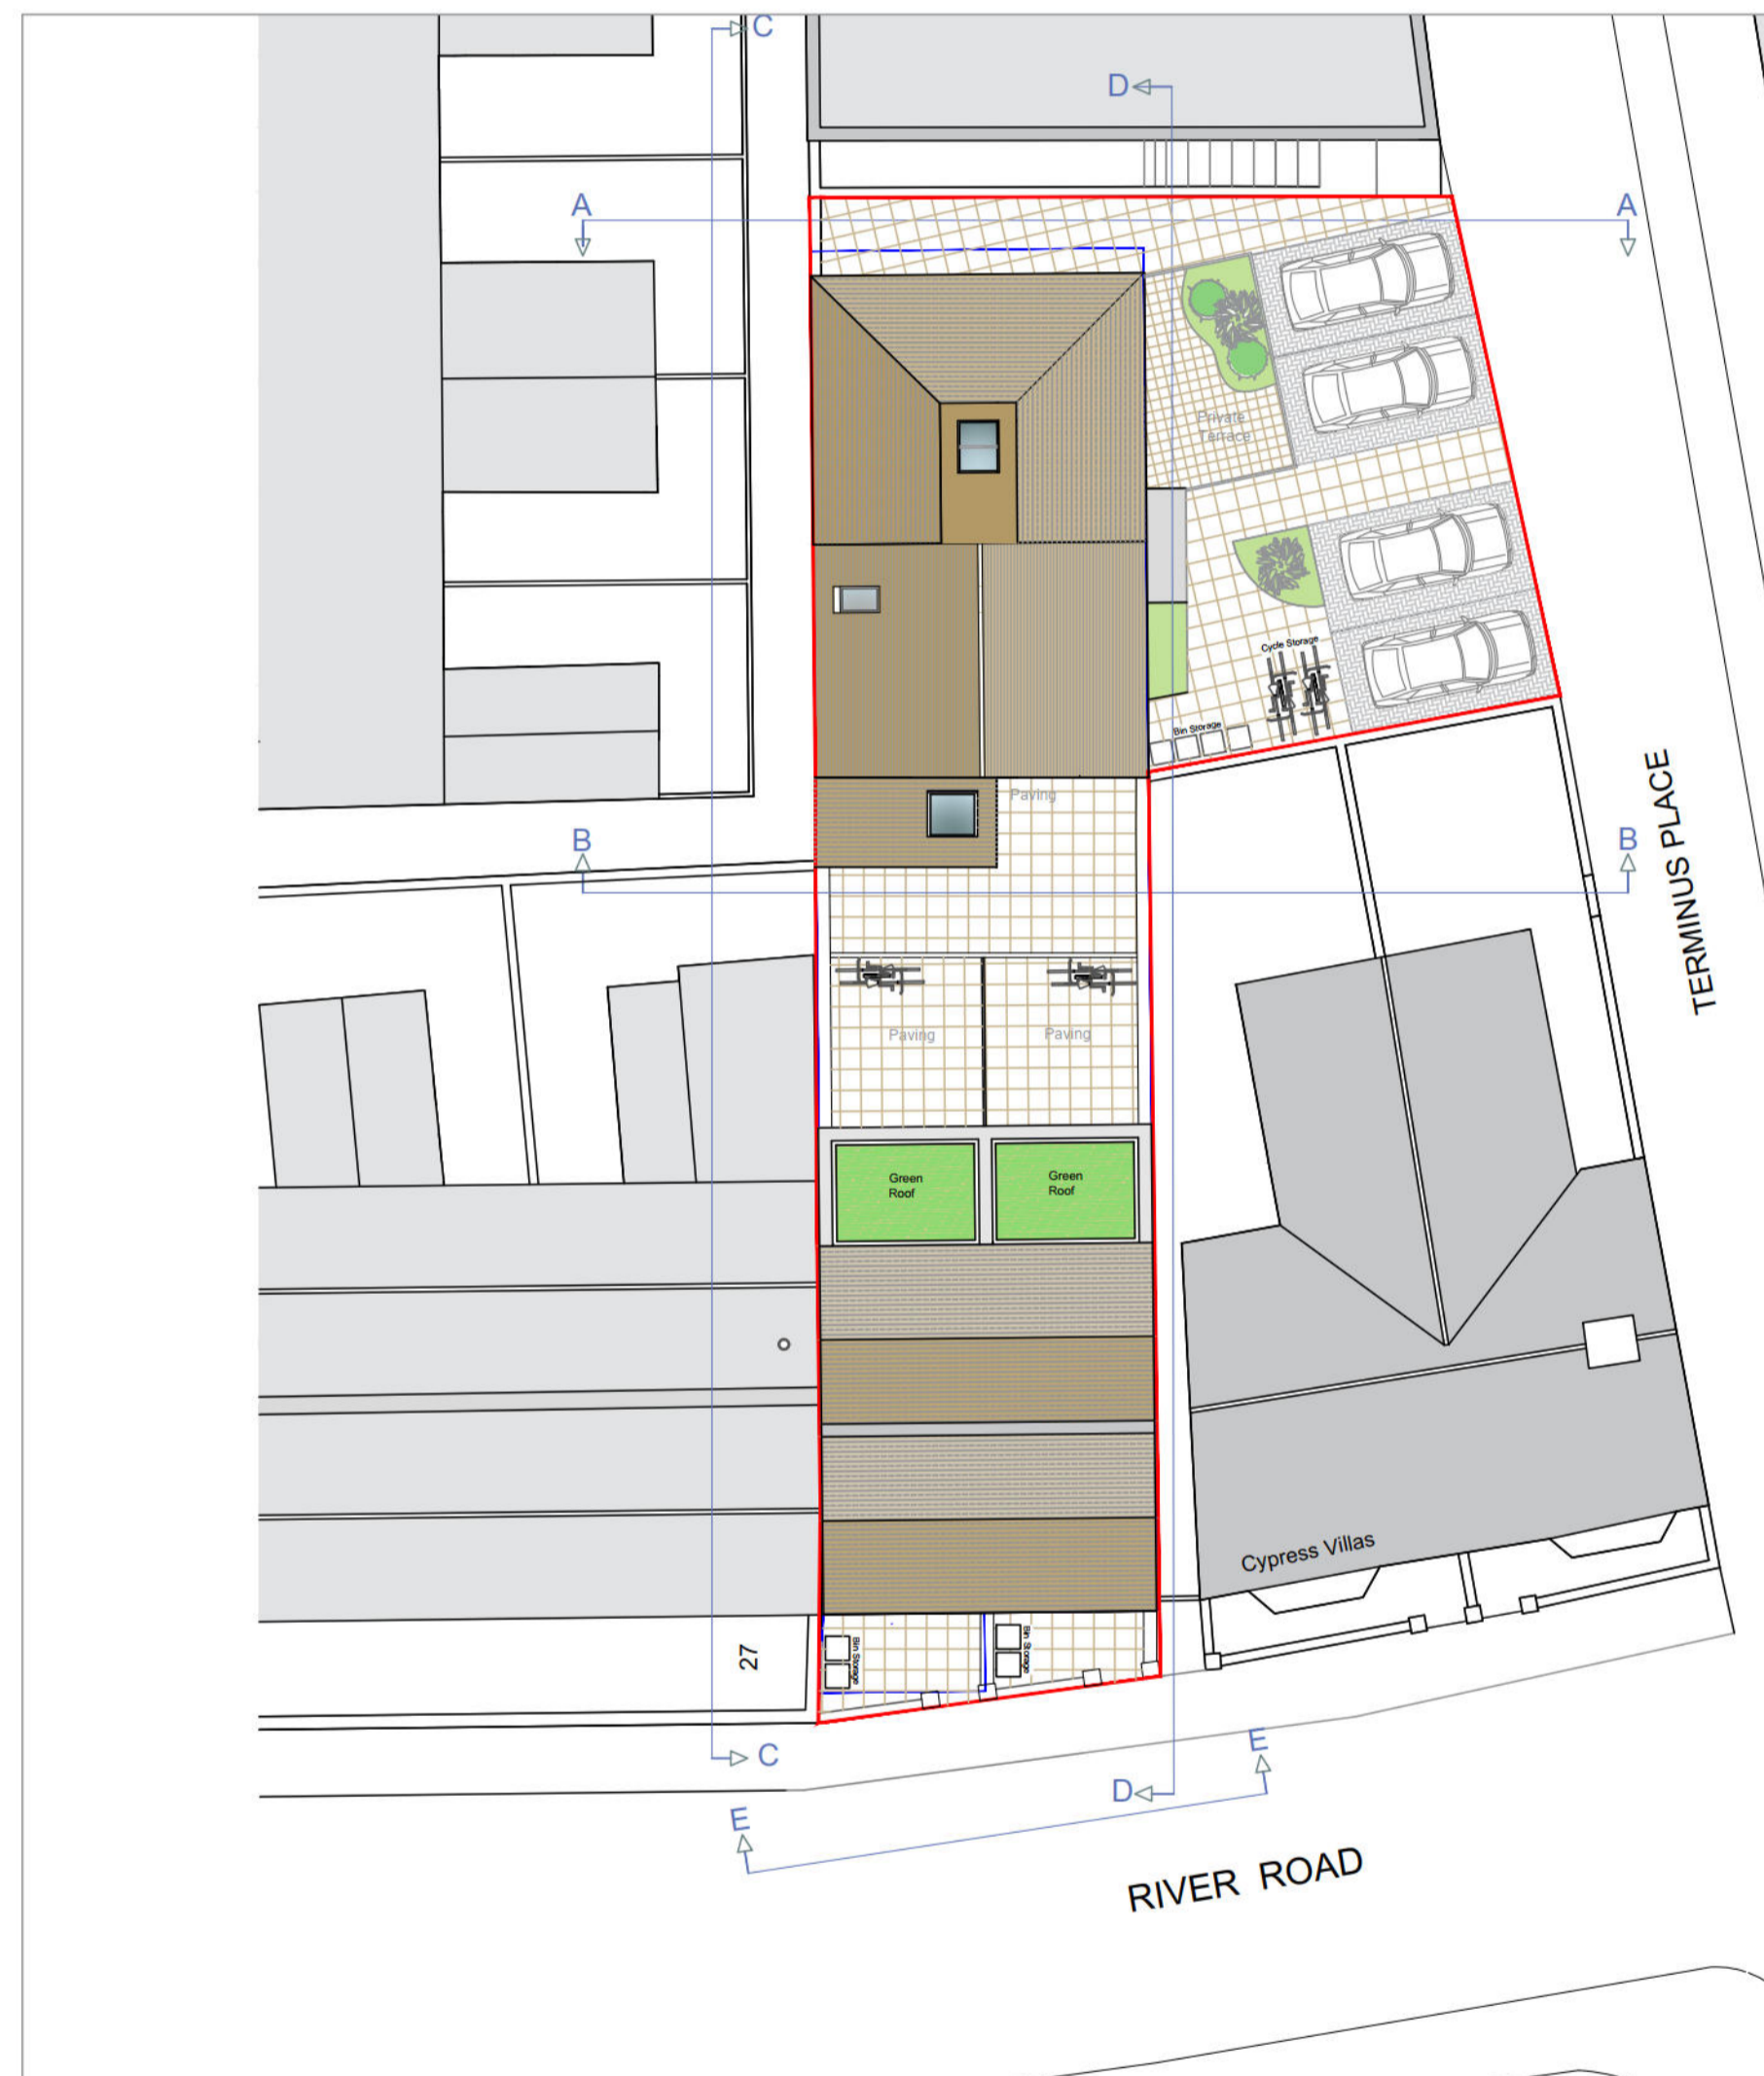 C
D
A
A
Private
Terrace
Cycle Storage
Bin Storage
Paving
B
B
TERMINUS PLACE
Paving
Paving
Green
Roof
Green
Roof
Cypress Villas
27
Bin Storage
Bin Storage
C
D
E
E
RIVER ROAD